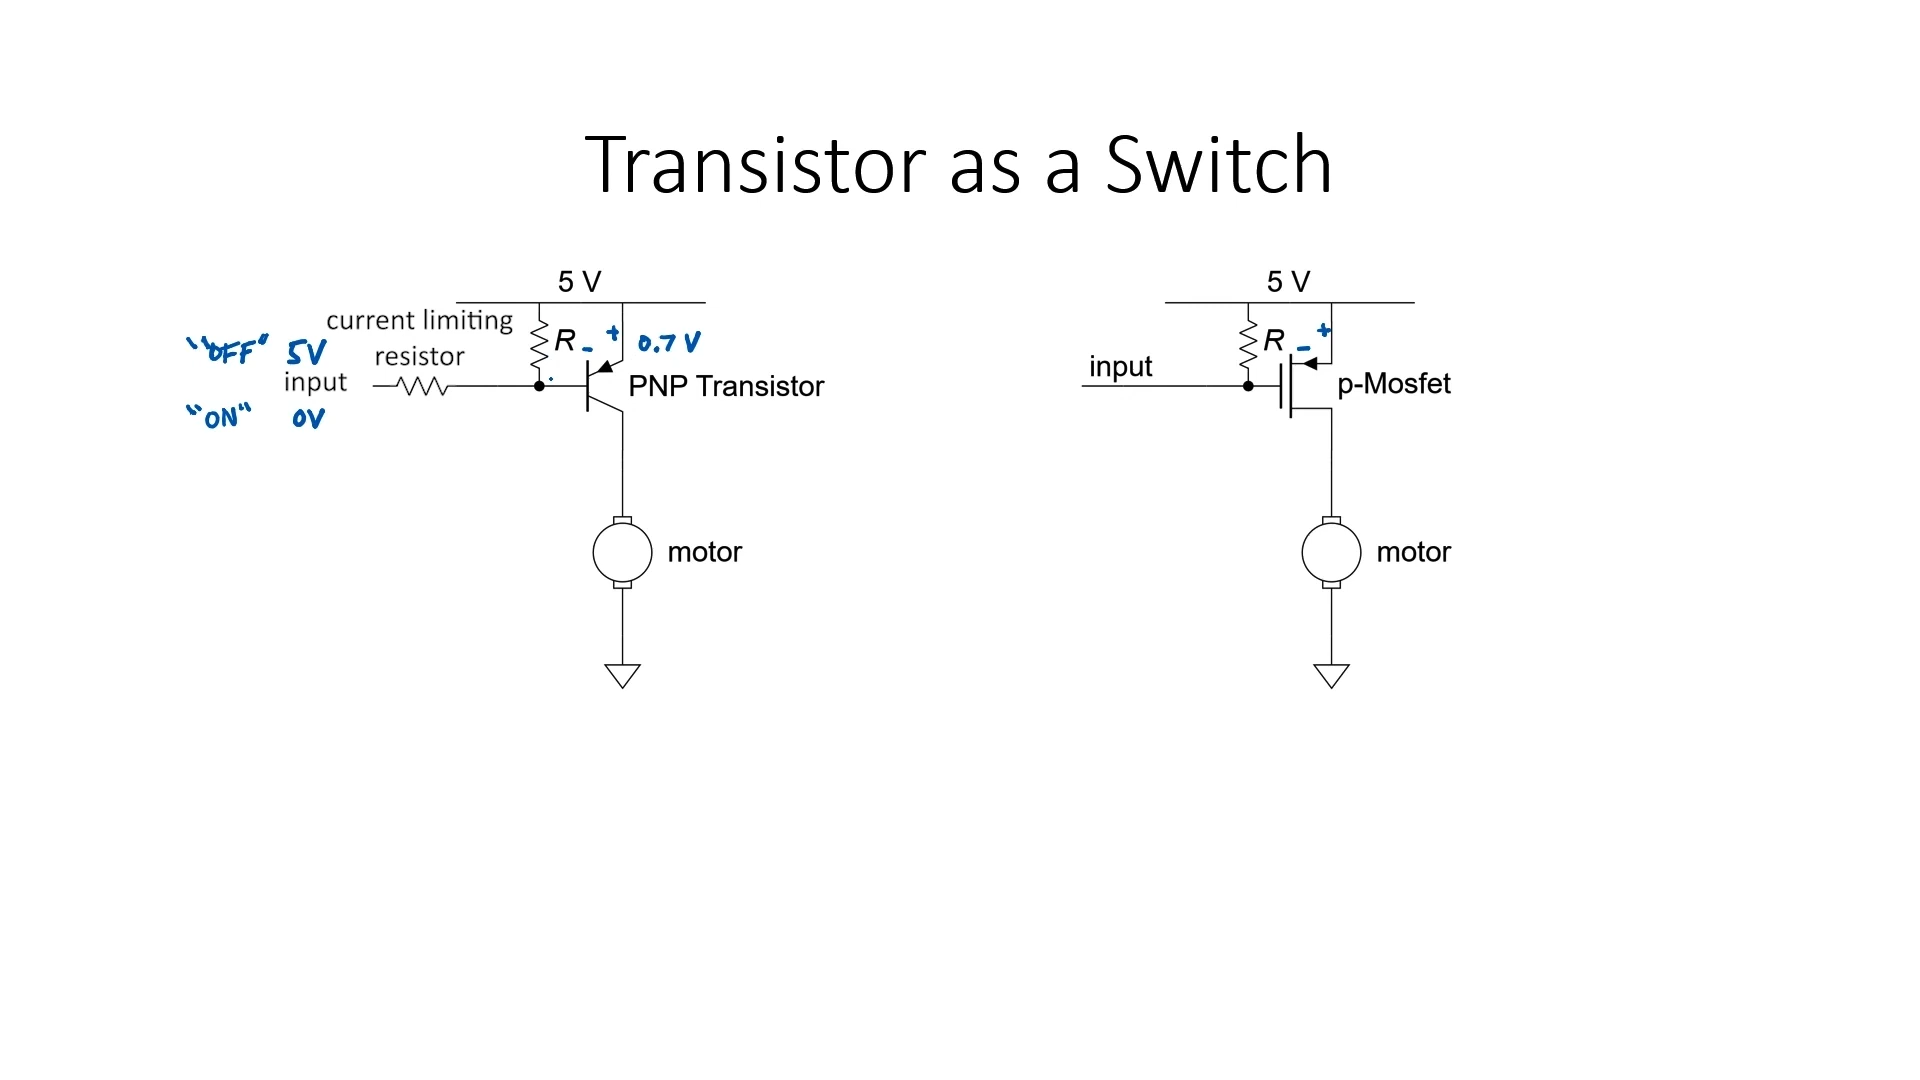 Transistor as a Switch
5 V
current limiting
resistor
R - + 0.7 V
"OFF" 5V
input
"ON" 0V
PNP Transistor
motor
5 V
R - +
input
p-Mosfet
motor